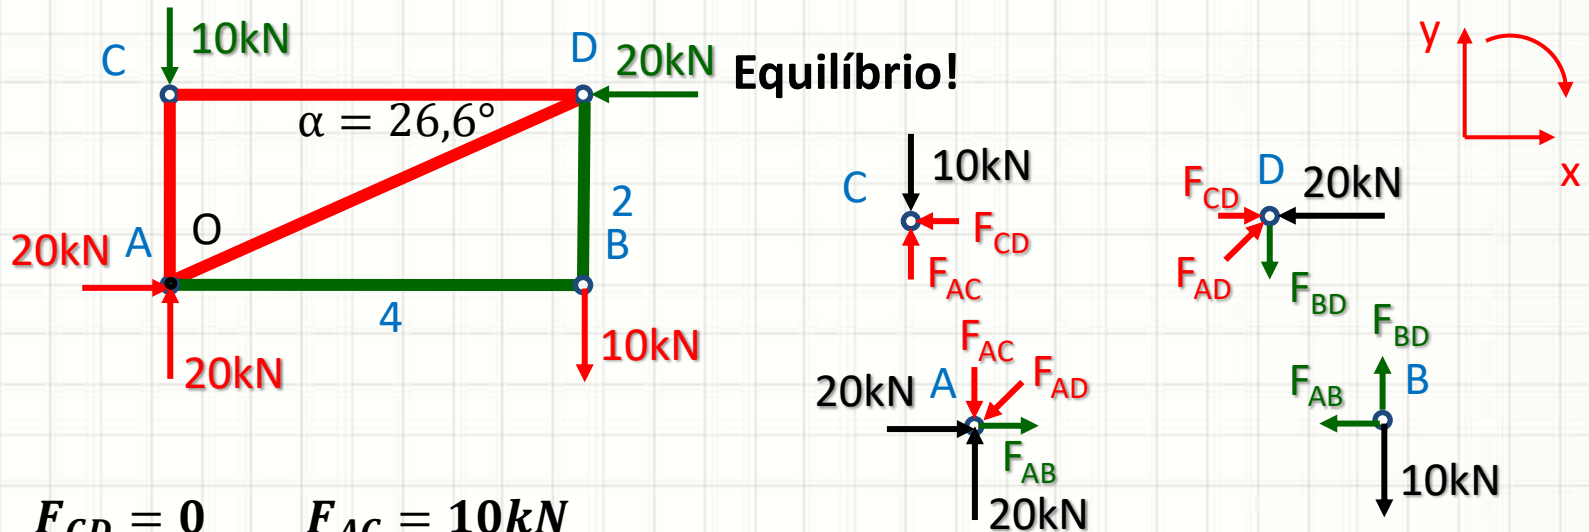 C
10kN
D
20kN
Equilíbrio!
α = 26,6°
O
A
20kN
20kN
2
B
4
10kN
C
10kN
F_CD
F_AC
D
F_CD
20kN
F_AD
F_BD
y
x
F_AC
20kN
A
F_AD
F_AB
20kN
F_BD
F_AB
B
10kN
F_CD = 0
F_AC = 10kN